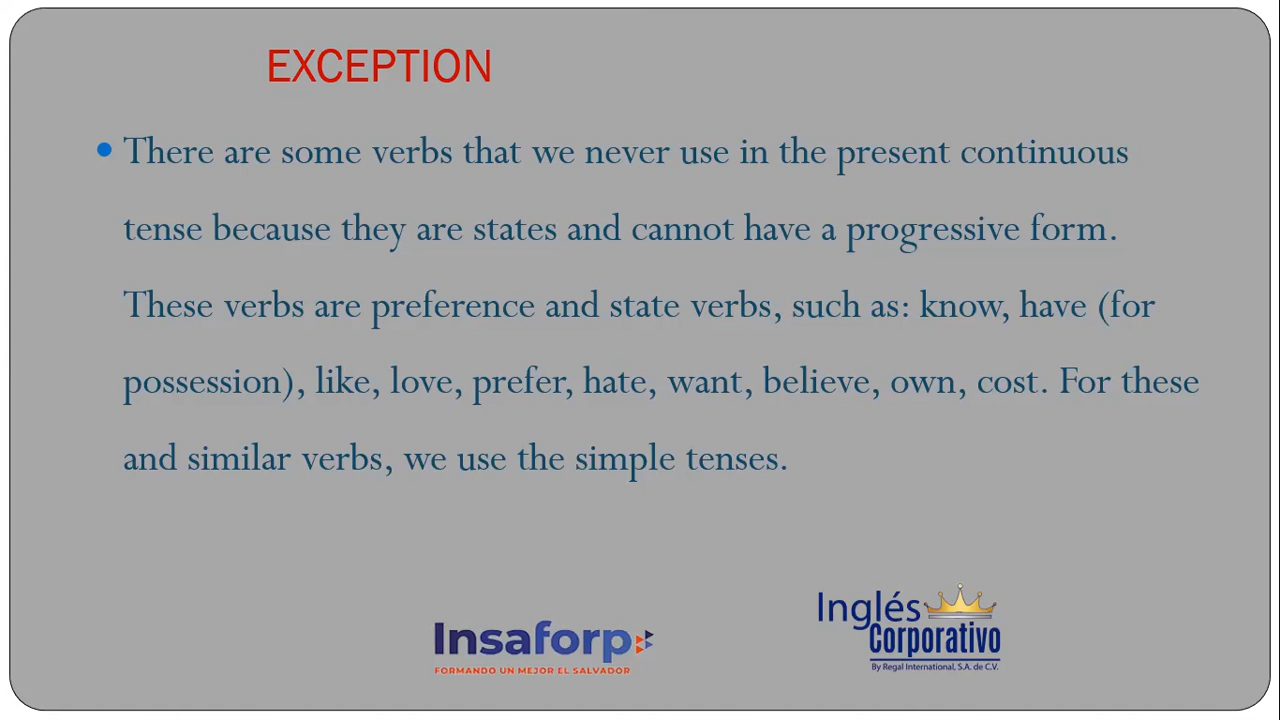 EXCEPTION
• There are some verbs that we never use in the present continuous
tense because they are states and cannot have a progressive form.
These verbs are preference and state verbs, such as: know, have (for
possession), like, love, prefer, hate, want, believe, own, cost. For these
and similar verbs, we use the simple tenses.
Insaforp
FORMANDO UN MEJOR EL SALVADOR
Inglés
Corporativo
By Regal International, S.A. de C.V.